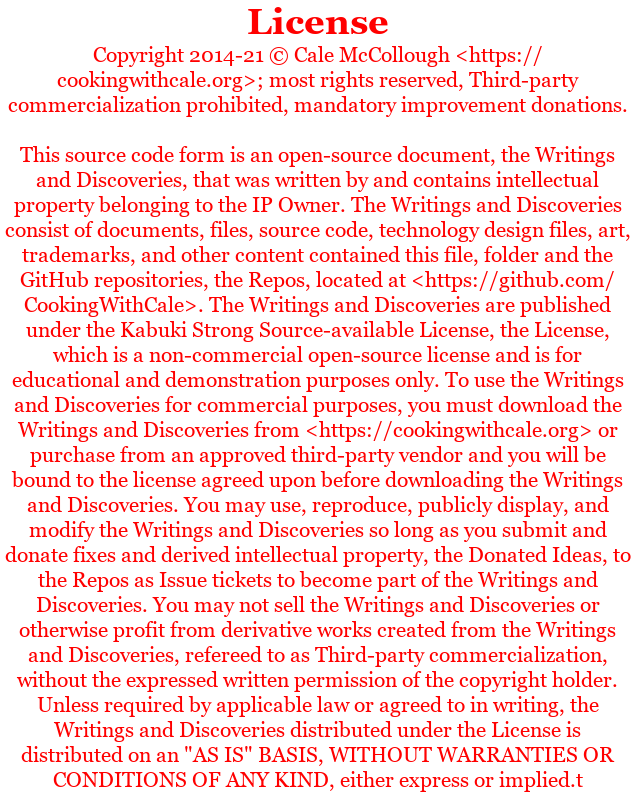 License
Copyright 2014-21 © Cale McCollough <https://
cookingwithcale.org>; most rights reserved, Third-party
commercialization prohibited, mandatory improvement donations.
This source code form is an open-source document, the Writings
and Discoveries, that was written by and contains intellectual
property belonging to the IP Owner. The Writings and Discoveries
consist of documents, files, source code, technology design files, art,
trademarks, and other content contained this file, folder and the
GitHub repositories, the Repos, located at <https://github.com/
CookingWithCale>. The Writings and Discoveries are published
under the Kabuki Strong Source-available License, the License,
which is a non-commercial open-source license and is for
educational and demonstration purposes only. To use the Writings
and Discoveries for commercial purposes, you must download the
Writings and Discoveries from <https://cookingwithcale.org> or
purchase from an approved third-party vendor and you will be
bound to the license agreed upon before downloading the Writings
and Discoveries. You may use, reproduce, publicly display, and
modify the Writings and Discoveries so long as you submit and
donate fixes and derived intellectual property, the Donated Ideas, to
the Repos as Issue tickets to become part of the Writings and
Discoveries. You may not sell the Writings and Discoveries or
otherwise profit from derivative works created from the Writings
and Discoveries, refereed to as Third-party commercialization,
without the expressed written permission of the copyright holder.
Unless required by applicable law or agreed to in writing, the
Writings and Discoveries distributed under the License is
distributed on an "AS IS" BASIS, WITHOUT WARRANTIES OR
CONDITIONS OF ANY KIND, either express or implied.t